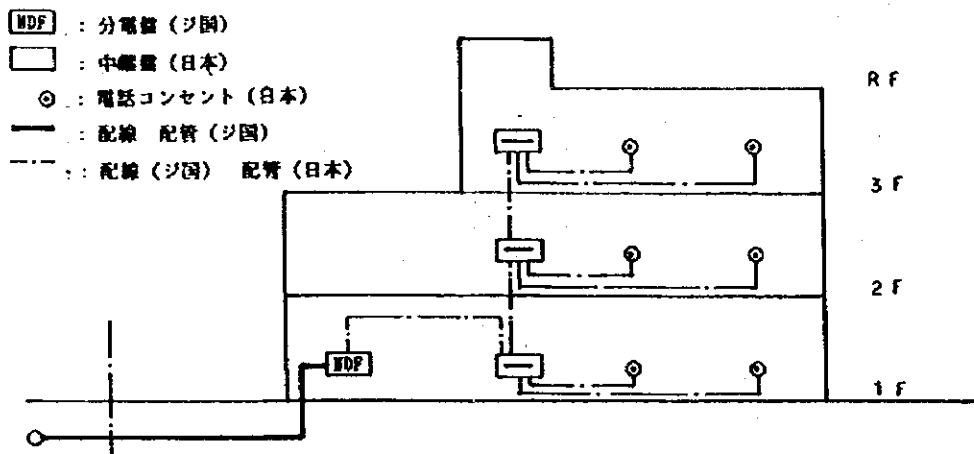 MDF : 分電盤 (ジ国)
: 中継盤 (日本)
: 電話コンセント (日本)
: 配線 配管 (ジ国)
: 配線 (ジ国) 配管 (日本)
RF
3F
2F
MDF
1F